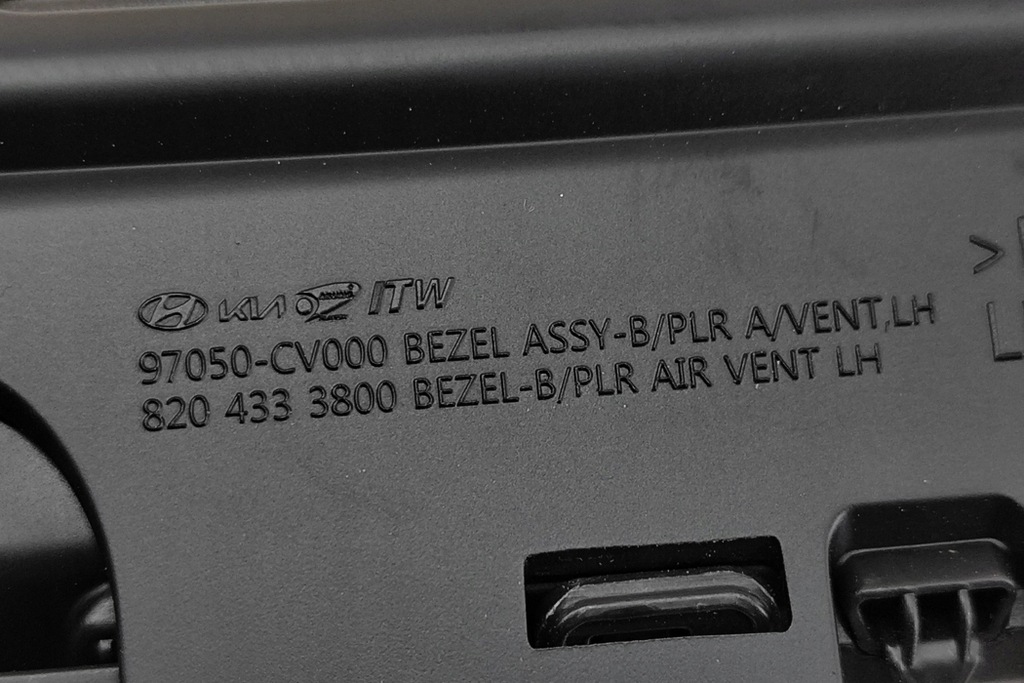 KIA ITW
97050-CV000 BEZEL ASSY-B/PLR A/VENT,LH
820 433 3800 BEZEL-B/PLR AIR VENT LH
>
L